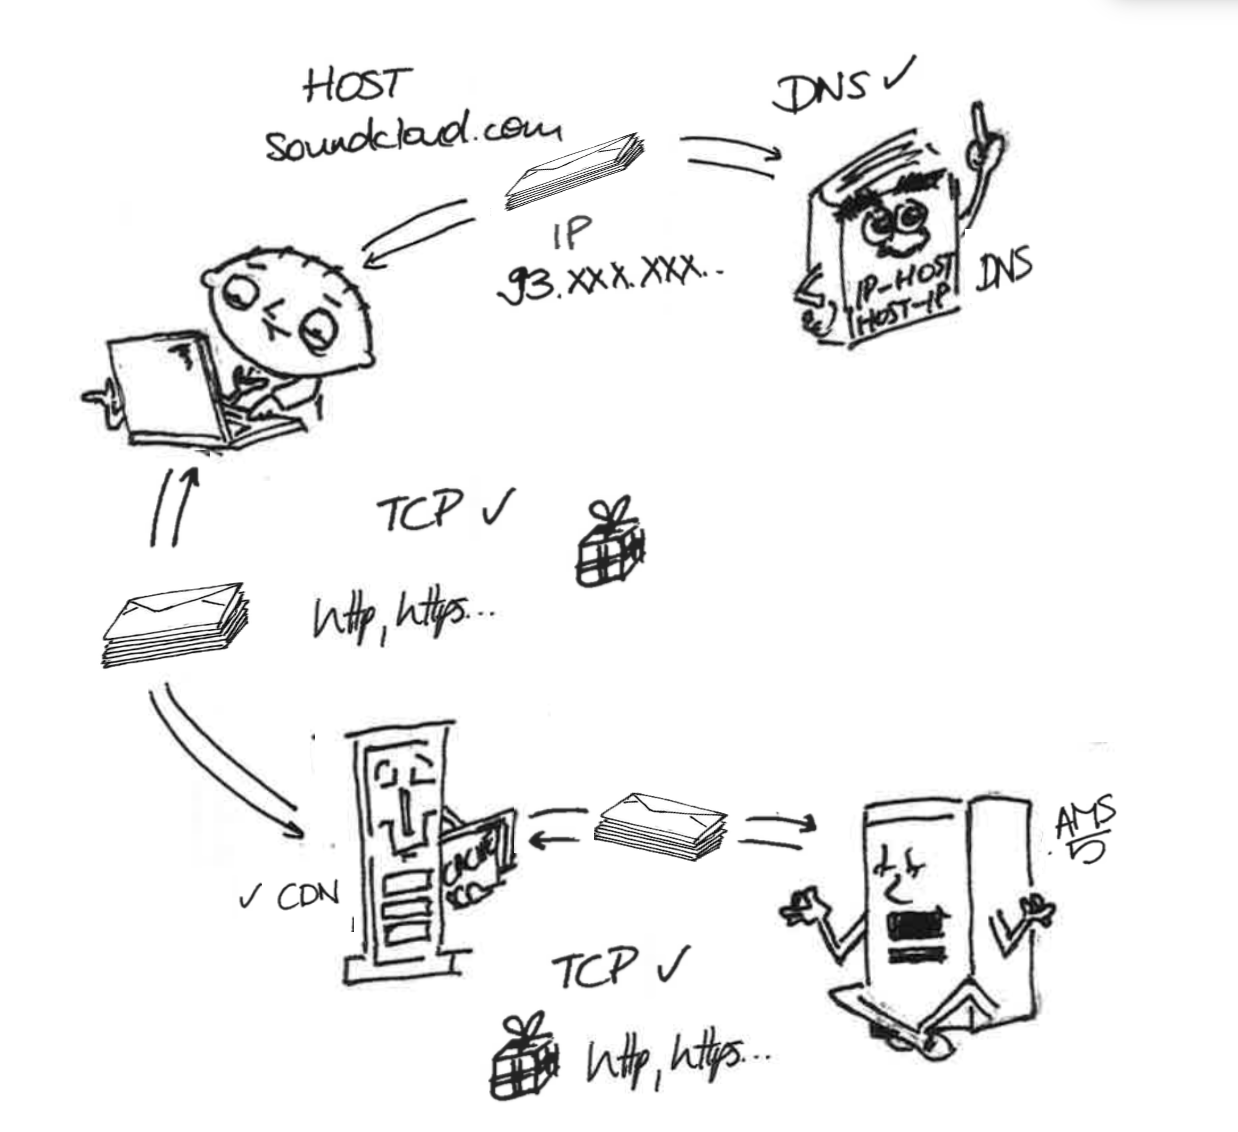 HOST
soundcloud.com
DNS ✓
IP
93.XXX.XXX..
IP-HOST
HOST-IP
DNS
TCP ✓
http, https...
CACHE
✓ CDN
AMS
5
TCP ✓
http, https...